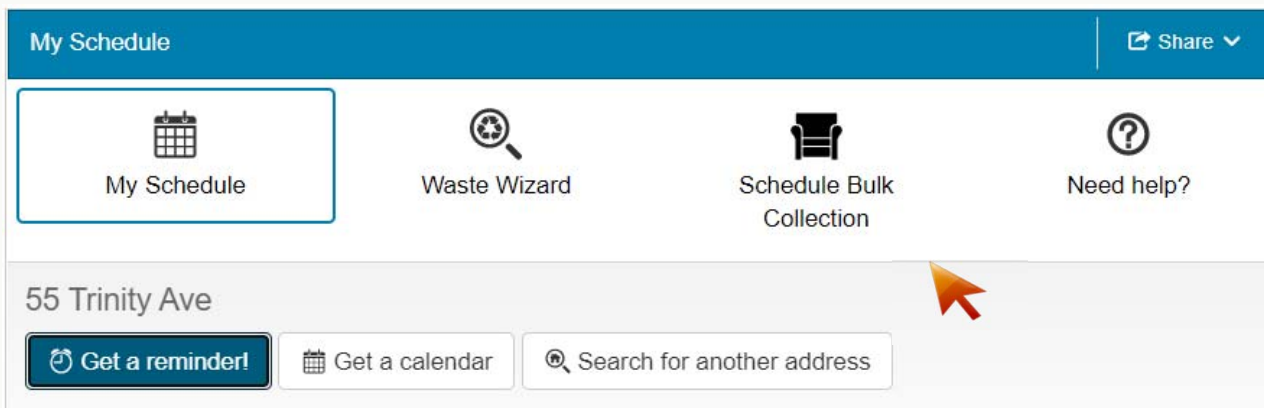 My Schedule
Share
My Schedule
Waste Wizard
Schedule Bulk
Collection
Need help?
55 Trinity Ave
Get a reminder!
Get a calendar
Search for another address